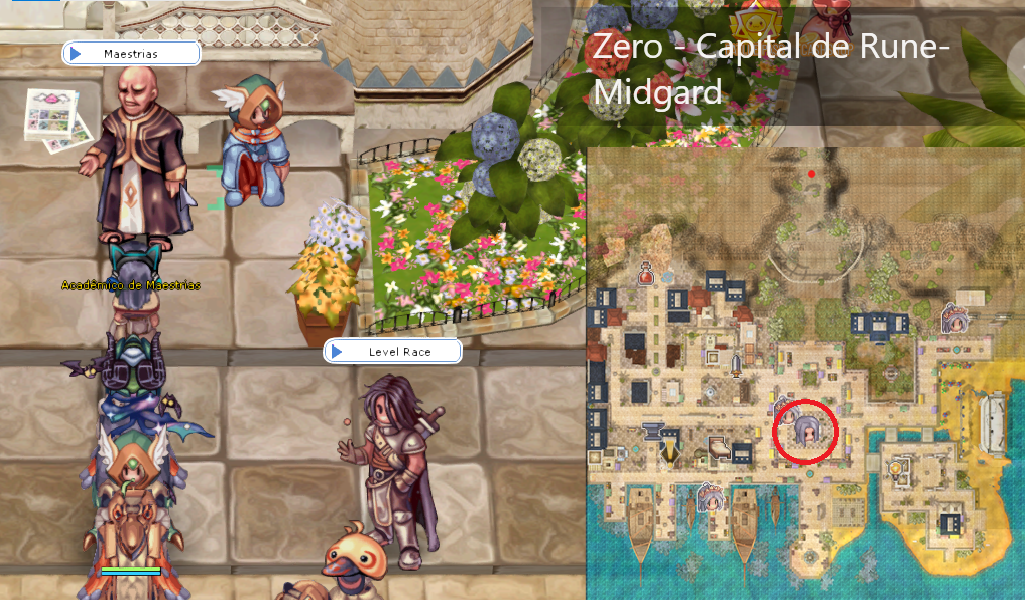 Maestrias
Zero - Capital de Rune-
Midgard
Acadêmico de Maestrias
Level Race